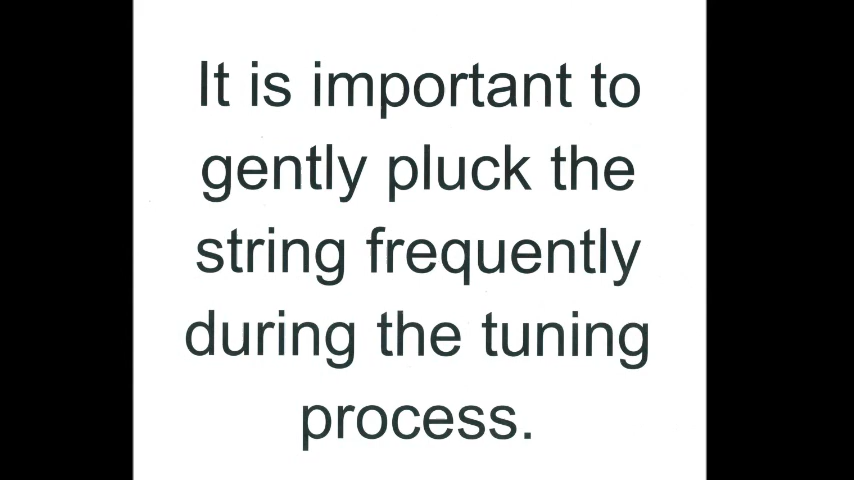 It is important to
gently pluck the
string frequently
during the tuning
process.